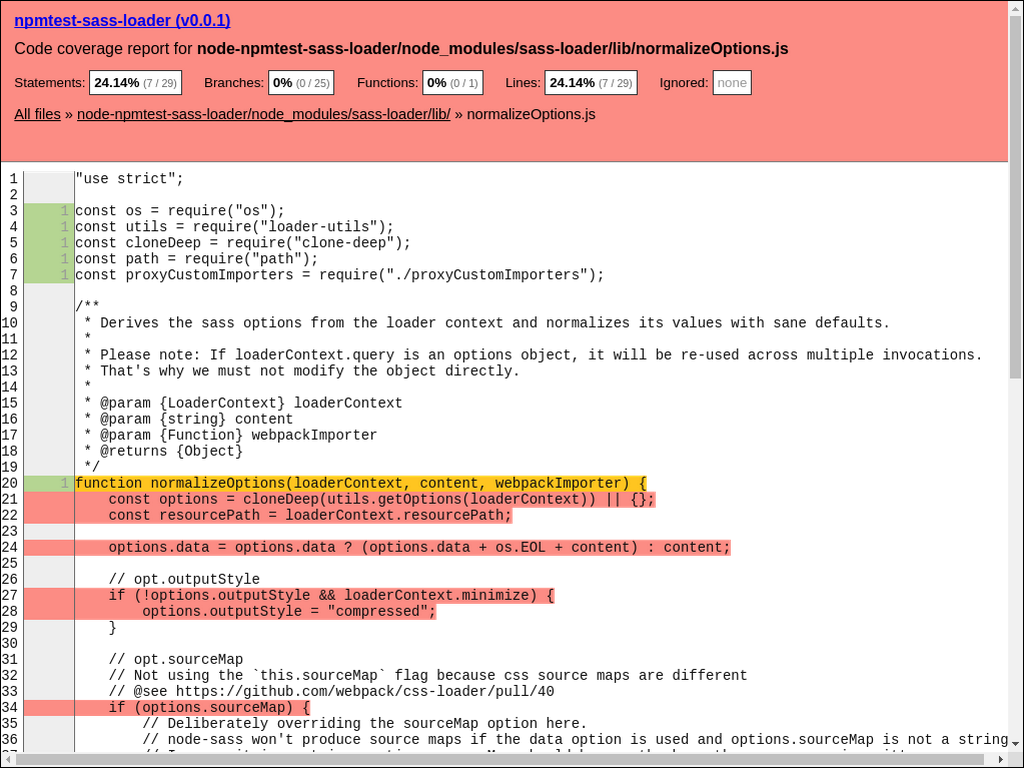 npmtest-sass-loader (v0.0.1)
Code coverage report for node-npmtest-sass-loader/node_modules/sass-loader/lib/normalizeOptions.js
Statements: 24.14% (7 / 29) Branches: 0% (0 / 25) Functions: 0% (0 / 1) Lines: 24.14% (7 / 29) Ignored: none
All files » node-npmtest-sass-loader/node_modules/sass-loader/lib/ » normalizeOptions.js
1 "use strict";
2
3 1 const os = require("os");
4 1 const utils = require("loader-utils");
5 1 const cloneDeep = require("clone-deep");
6 1 const path = require("path");
7 1 const proxyCustomImporters = require("./proxyCustomImporters");
8
9 /**
10 * Derives the sass options from the loader context and normalizes its values with sane defaults.
11 *
12 * Please note: If loaderContext.query is an options object, it will be re-used across multiple invocations.
13 * That's why we must not modify the object directly.
14 *
15 * @param {LoaderContext} loaderContext
16 * @param {string} content
17 * @param {Function} webpackImporter
18 * @returns {Object}
19 */
20 1 function normalizeOptions(loaderContext, content, webpackImporter) {
21 const options = cloneDeep(utils.getOptions(loaderContext)) || {};
22 const resourcePath = loaderContext.resourcePath;
23
24 options.data = options.data ? (options.data + os.EOL + content) : content;
25
26 // opt.outputStyle
27 if (!options.outputStyle && loaderContext.minimize) {
28 options.outputStyle = "compressed";
29 }
30
31 // opt.sourceMap
32 // Not using the `this.sourceMap` flag because css source maps are different
33 // @see https://github.com/webpack/css-loader/pull/40
34 if (options.sourceMap) {
35 // Deliberately overriding the sourceMap option here.
36 // node-sass won't produce source maps if the data option is used and options.sourceMap is not a string